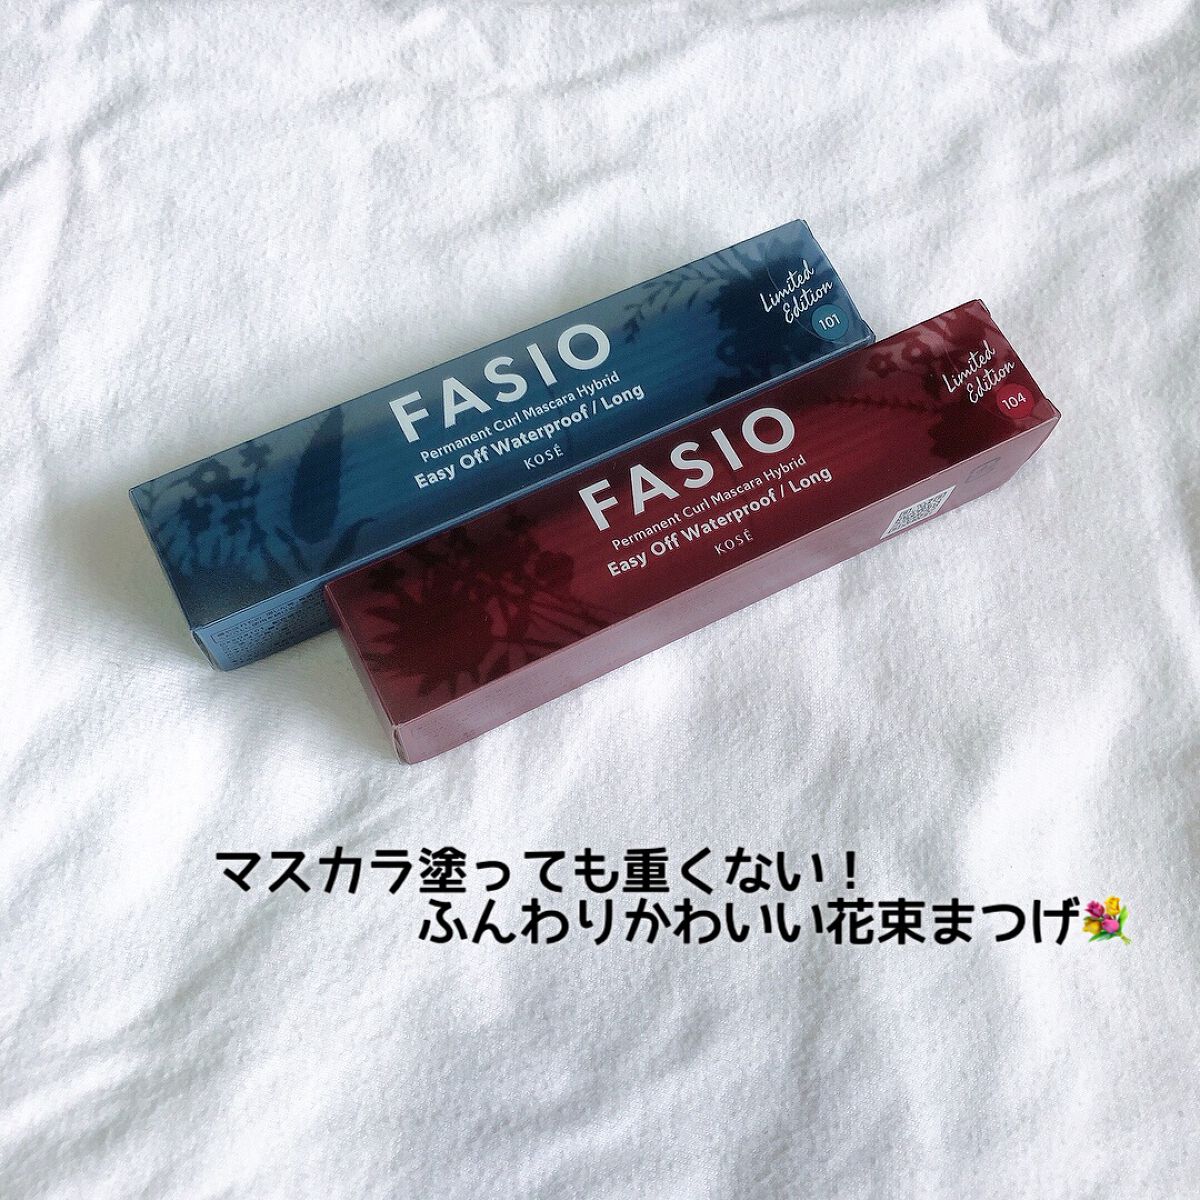 Limited
Edition
101
FASIO
Permanent Curl Mascara Hybrid
Easy Off Waterproof / Long
KOSÉ
Limited
Edition
104
FASIO
Permanent Curl Mascara Hybrid
Easy Off Waterproof / Long
KOSÉ
マスカラ塗っても重くない！
ふんわりかわいい花束まつげ💐